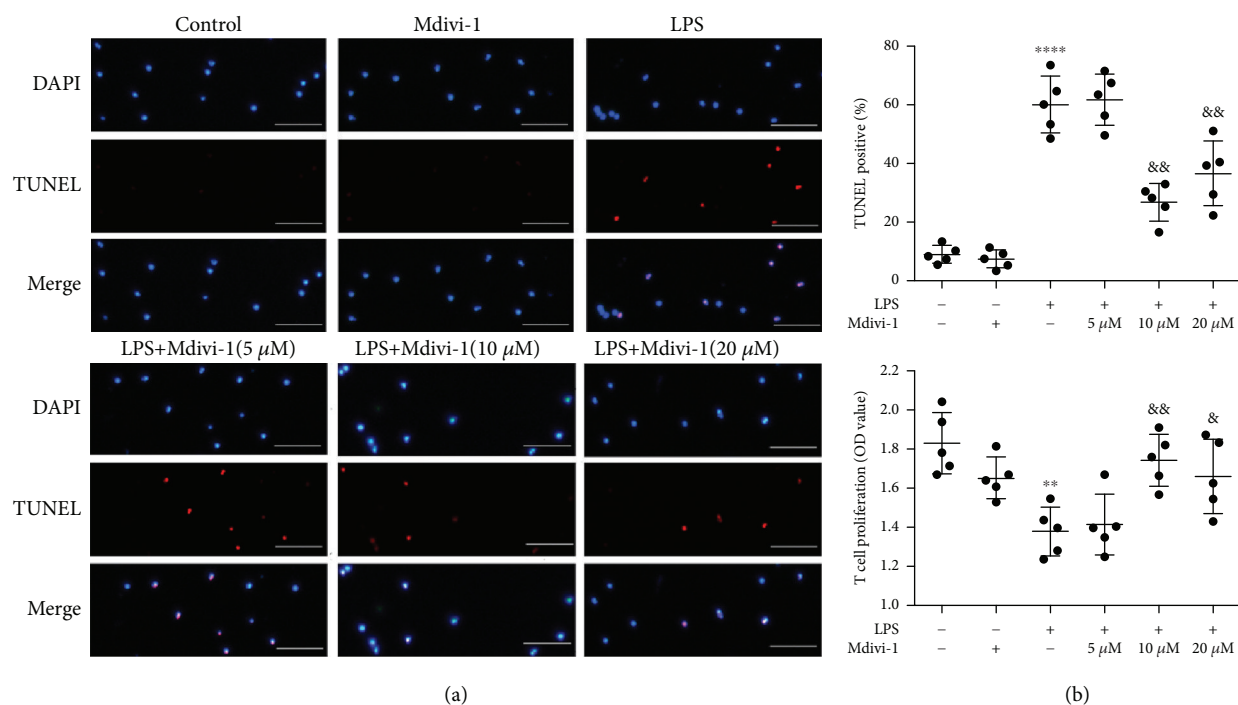 Control Mdivi-1 LPS
DAPI
TUNEL
Merge
LPS+Mdivi-1(5 μM) LPS+Mdivi-1(10 μM) LPS+Mdivi-1(20 μM)
DAPI
TUNEL
Merge
(a)
TUNEL positive (%)
80
60
40
20
0
****
&&
&&
LPS – – + + + +
Mdivi-1 – + – 5 μM 10 μM 20 μM
T cell proliferation (OD value)
2.2
2.0
1.8
1.6
1.4
1.2
1.0
**
&&
&
LPS – – + + + +
Mdivi-1 – + – 5 μM 10 μM 20 μM
(b)